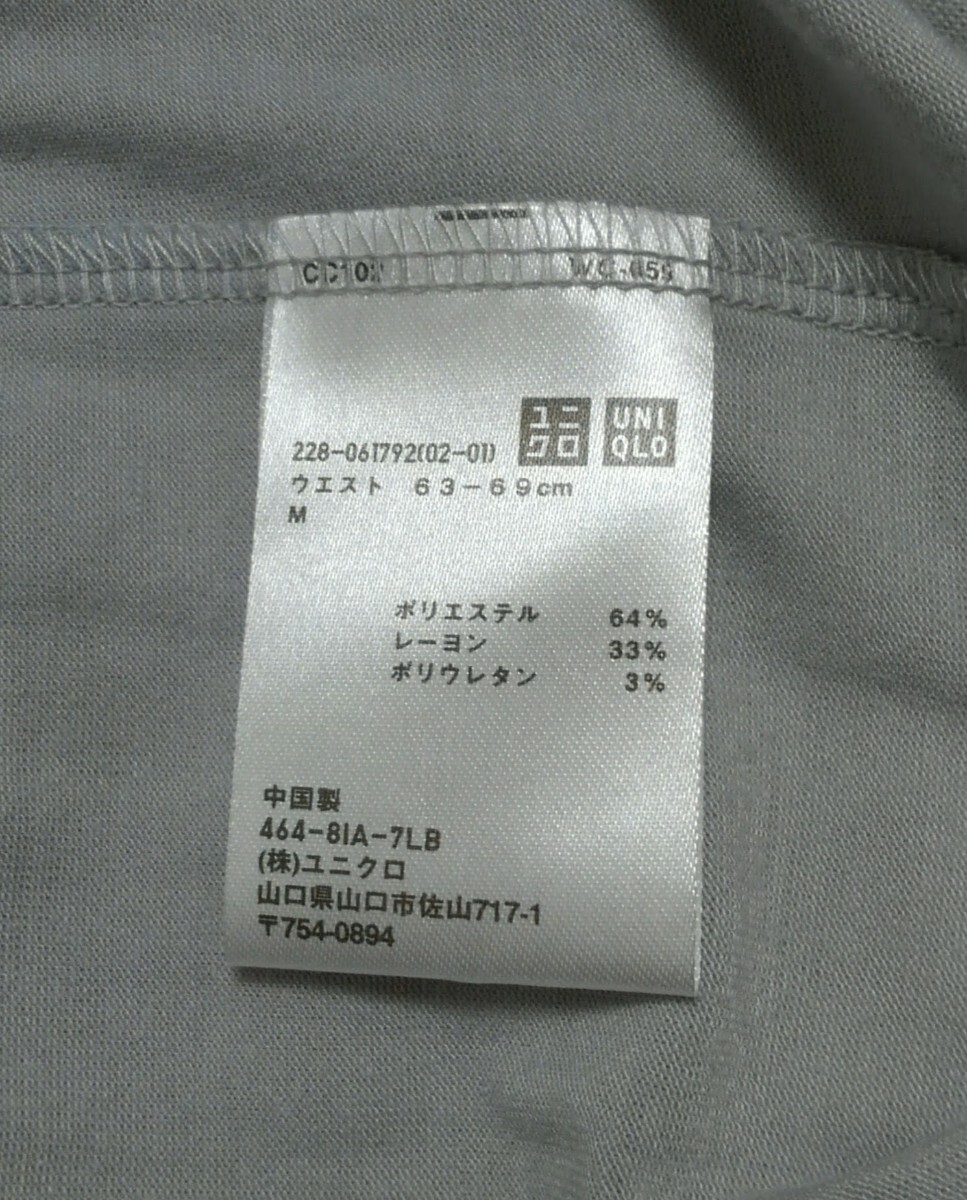 228-061792(02-01)
ユニクロ
UNIQLO
ウエスト 63-69cm
M
ポリエステル 64%
レーヨン 33%
ポリウレタン 3%
中国製
464-81A-7LB
(株)ユニクロ
山口県山口市佐山717-1
〒754-0894